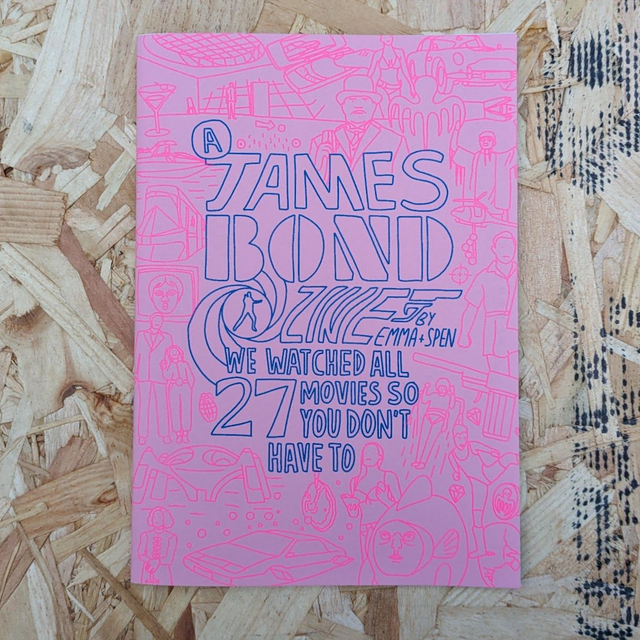 A
JAMES
BOND
ZINE BY
EMMA + SPEN
WE WATCHED ALL
27 MOVIES SO
YOU DON'T
HAVE TO